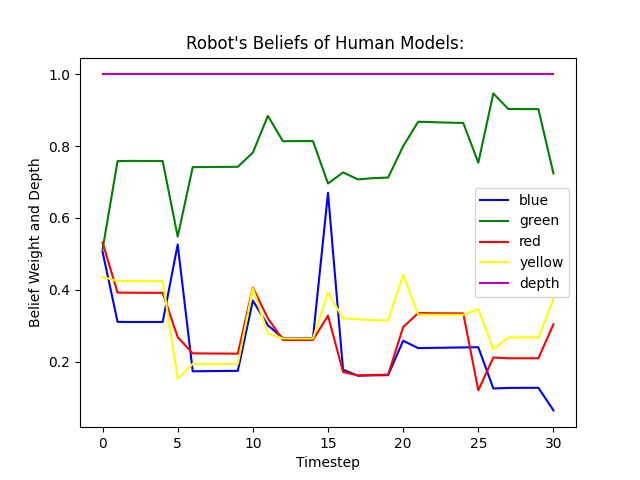 Robot's Beliefs of Human Models:
Belief Weight and Depth
1.0
0.8
0.6
0.4
0.2
blue
green
red
yellow
depth
0 5 10 15 20 25 30
Timestep